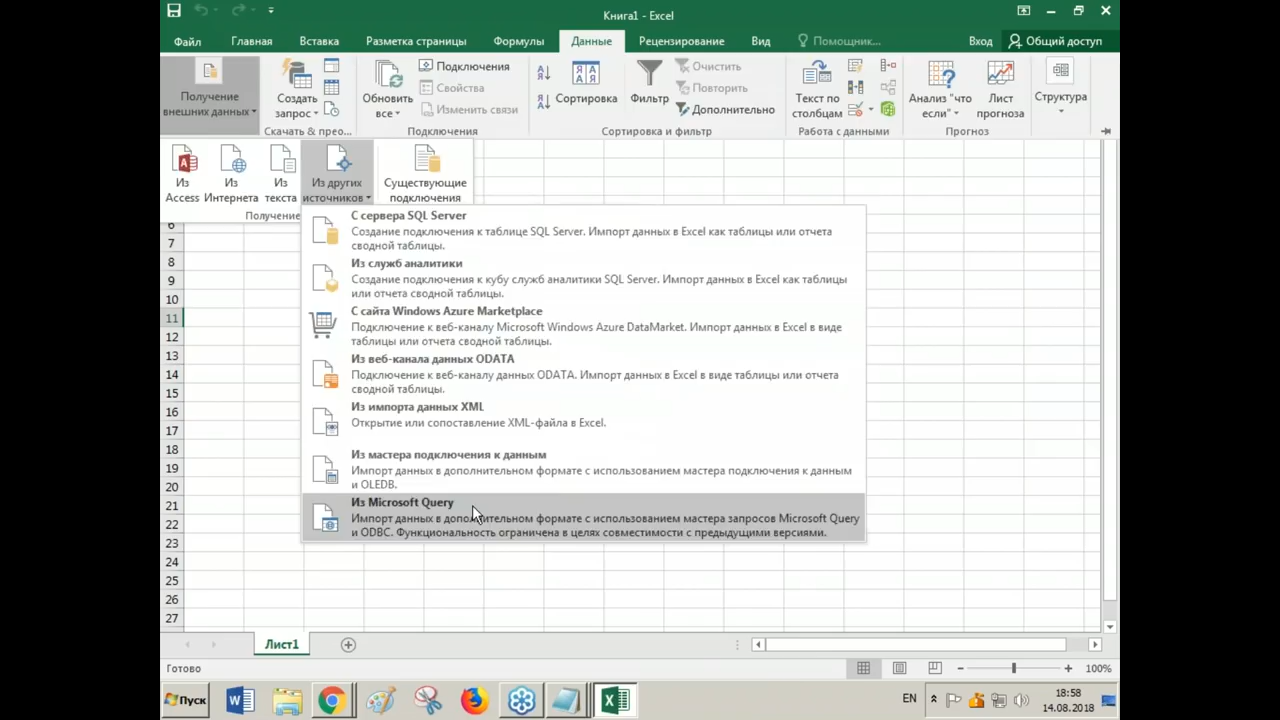 Книга1 - Excel
Файл
Главная
Вставка
Разметка страницы
Формулы
Данные
Рецензирование
Вид
Помощник...
Вход
Общий доступ
Получение
внешних данных
Создать
запрос
Скачать & прео...
Обновить
все
Подключения
Свойства
Изменить связи
Подключения
Сортировка
Фильтр
Очистить
Повторить
Дополнительно
Сортировка и фильтр
Текст по
столбцам
Работа с данными
Анализ "что
если"
Лист
прогноза
Прогноз
Структура
Из
Access
Из
Интернета
Из
текста
Из других
источников
Существующие
подключения
Получение
С сервера SQL Server
Создание подключения к таблице SQL Server. Импорт данных в Excel как таблицы или отчета
сводной таблицы.
Из служб аналитики
Создание подключения к кубу служб аналитики SQL Server. Импорт данных в Excel как таблицы
или отчета сводной таблицы.
С сайта Windows Azure Marketplace
Подключение к веб-каналу Microsoft Windows Azure DataMarket. Импорт данных в Excel в виде
таблицы или отчета сводной таблицы.
Из веб-канала данных ODATA
Подключение к веб-каналу данных ODATA. Импорт данных в Excel в виде таблицы или отчета
сводной таблицы.
Из импорта данных XML
Открытие или сопоставление XML-файла в Excel.
Из мастера подключения к данным
Импорт данных в дополнительном формате с использованием мастера подключения к данным
и OLEDB.
Из Microsoft Query
Импорт данных в дополнительном формате с использованием мастера запросов Microsoft Query
и ODBC. Функциональность ограничена в целях совместимости с предыдущими версиями.
6
7
8
9
10
11
12
13
14
15
16
17
18
19
20
21
22
23
24
25
26
27
Лист1
Готово
100%
Пуск
EN
18:58
14.08.2018